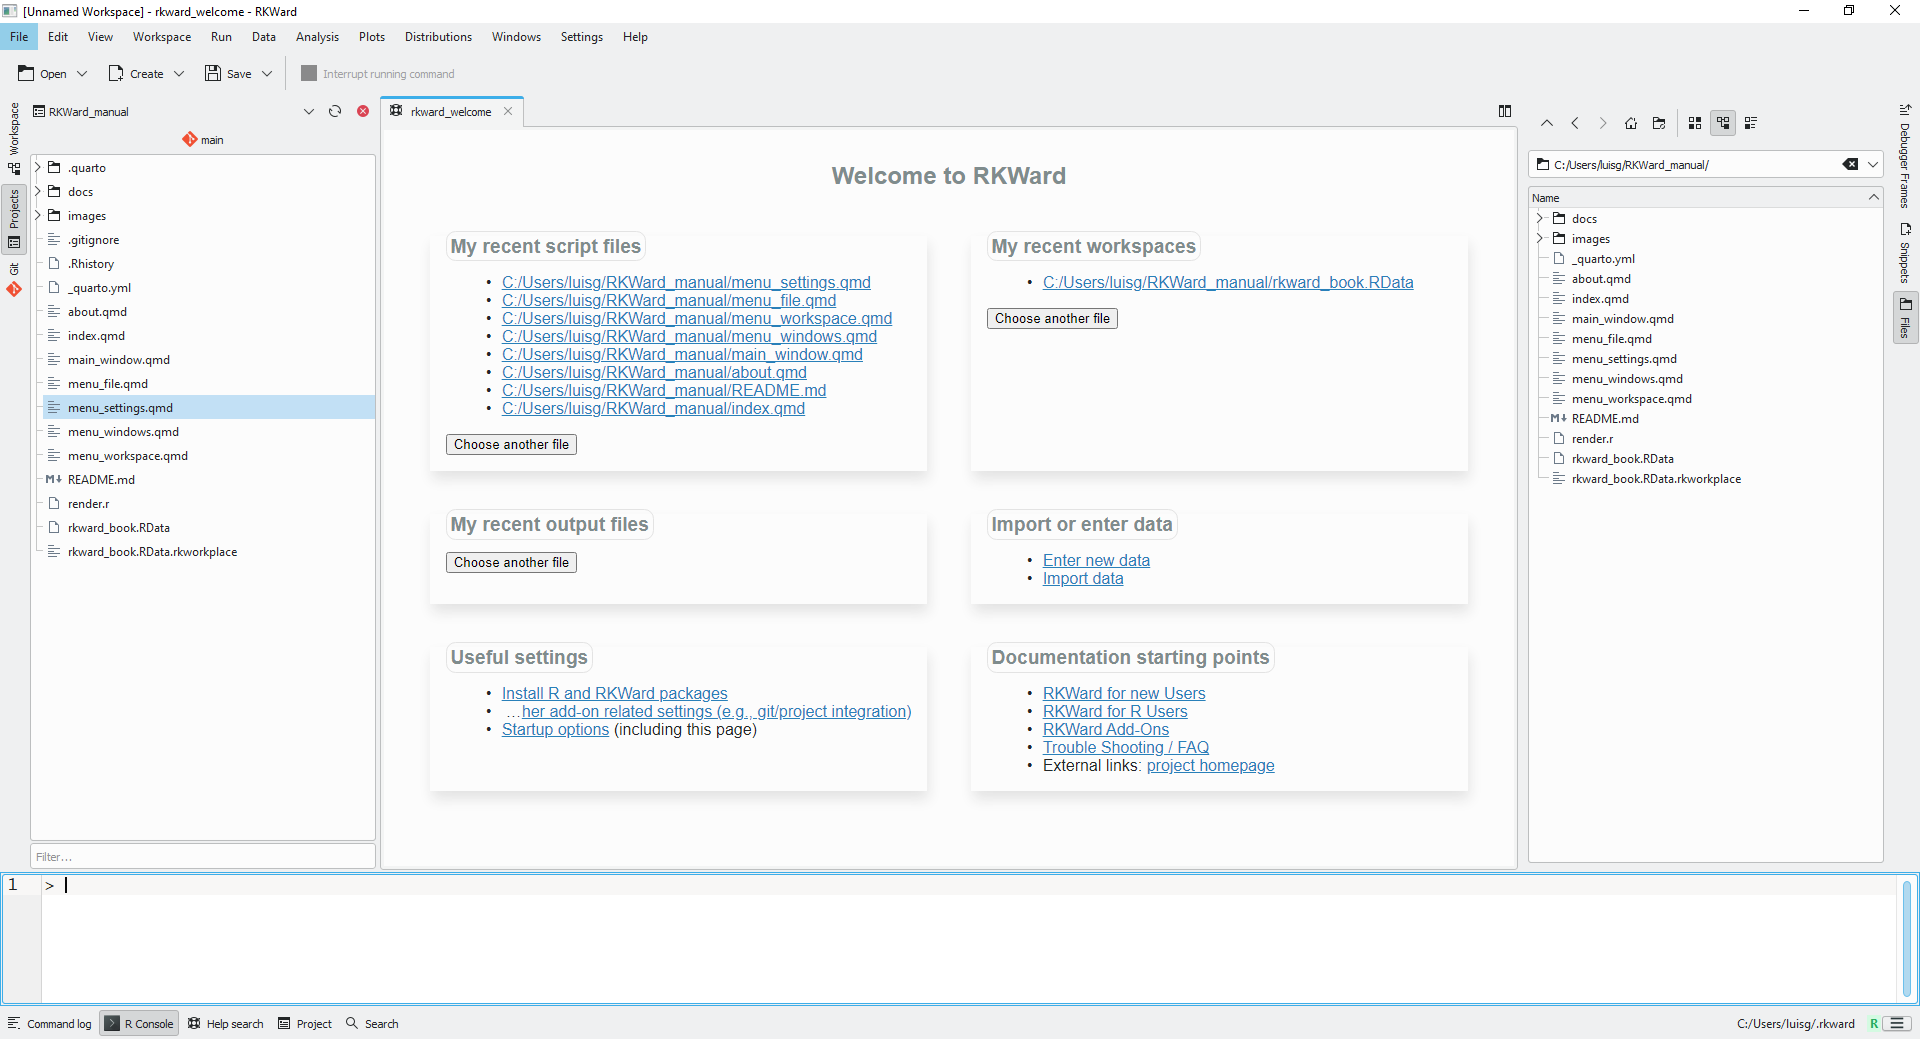 [Unnamed Workspace] - rkward_welcome - RKWard
File Edit View Workspace Run Data Analysis Plots Distributions Windows Settings Help
Open Create Save Interrupt running command
Workspace
Projects
Git
RKWard_manual
main
.quarto
docs
images
.gitignore
.Rhistory
_quarto.yml
about.qmd
index.qmd
main_window.qmd
menu_file.qmd
menu_settings.qmd
menu_windows.qmd
menu_workspace.qmd
README.md
render.r
rkward_book.RData
rkward_book.RData.rkworkplace
Filter...
rkward_welcome
Welcome to RKWard
My recent script files
C:/Users/luisg/RKWard_manual/menu_settings.qmd
C:/Users/luisg/RKWard_manual/menu_file.qmd
C:/Users/luisg/RKWard_manual/menu_workspace.qmd
C:/Users/luisg/RKWard_manual/menu_windows.qmd
C:/Users/luisg/RKWard_manual/main_window.qmd
C:/Users/luisg/RKWard_manual/about.qmd
C:/Users/luisg/RKWard_manual/README.md
C:/Users/luisg/RKWard_manual/index.qmd
Choose another file
My recent workspaces
C:/Users/luisg/RKWard_manual/rkward_book.RData
Choose another file
My recent output files
Choose another file
Import or enter data
Enter new data
Import data
Useful settings
Install R and RKWard packages
…her add-on related settings (e.g., git/project integration)
Startup options (including this page)
Documentation starting points
RKWard for new Users
RKWard for R Users
RKWard Add-Ons
Trouble Shooting / FAQ
External links: project homepage
C:/Users/luisg/RKWard_manual/
Name
docs
images
_quarto.yml
about.qmd
index.qmd
main_window.qmd
menu_file.qmd
menu_settings.qmd
menu_windows.qmd
menu_workspace.qmd
README.md
render.r
rkward_book.RData
rkward_book.RData.rkworkplace
Debugger Frames
Snippets
Files
1 >
Command log R Console Help search Project Search C:/Users/luisg/.rkward R